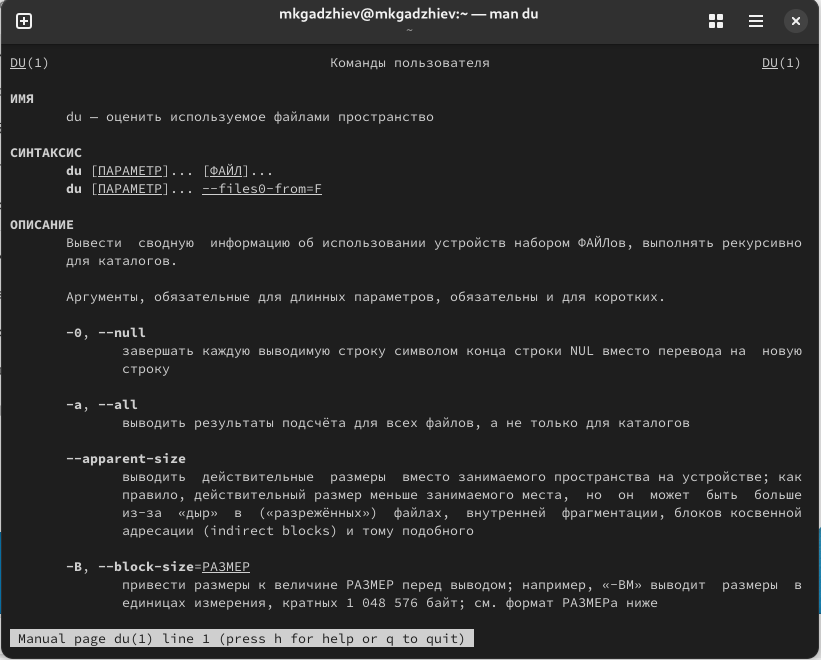 mkgadzhiev@mkgadzhiev:~ — man du
~
DU(1) Команды пользователя DU(1)
ИМЯ
du — оценить используемое файлами пространство
СИНТАКСИС
du [ПАРАМЕТР]... [ФАЙЛ]...
du [ПАРАМЕТР]... --files0-from=F
ОПИСАНИЕ
Вывести сводную информацию об использовании устройств набором ФАЙЛов, выполнять рекурсивно
для каталогов.
Аргументы, обязательные для длинных параметров, обязательны и для коротких.
-0, --null
завершать каждую выводимую строку символом конца строки NUL вместо перевода на новую
строку
-a, --all
выводить результаты подсчёта для всех файлов, а не только для каталогов
--apparent-size
выводить действительные размеры вместо занимаемого пространства на устройстве; как
правило, действительный размер меньше занимаемого места, но он может быть больше
из-за «дыр» в («разрежённых») файлах, внутренней фрагментации, блоков косвенной
адресации (indirect blocks) и тому подобного
-B, --block-size=РАЗМЕР
привести размеры к величине РАЗМЕР перед выводом; например, «-BM» выводит размеры в
единицах измерения, кратных 1 048 576 байт; см. формат РАЗМЕРа ниже
Manual page du(1) line 1 (press h for help or q to quit)